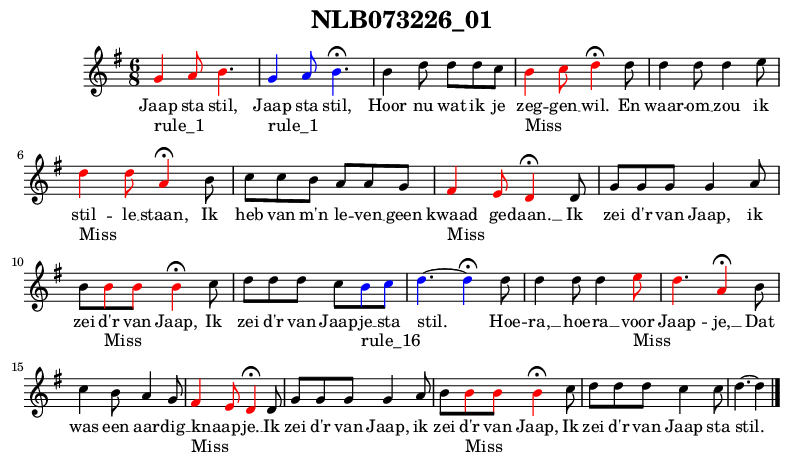 NLB073226_01
Jaap sta stil, Jaap sta stil, Hoor nu wat ik je zeg -- gen _ wil. En waar -- om _ zou ik
rule_1 rule_1 Miss
6
stil -- le _ staan, Ik heb van m'n le -- ven _ geen kwaad gedaan. _ Ik zei d'r van Jaap, ik
Miss Miss
10
zei d'r van Jaap, Ik zei d'r van Jaapje _ sta stil. Hoe -- ra, _ hoe -- ra _ voor Jaap -- je, _ Dat
Miss rule_16 Miss
15
was een aardig _ knaapje. _ Ik zei d'r van Jaap, ik zei d'r van Jaap, Ik zei d'r van Jaap sta stil.
Miss Miss